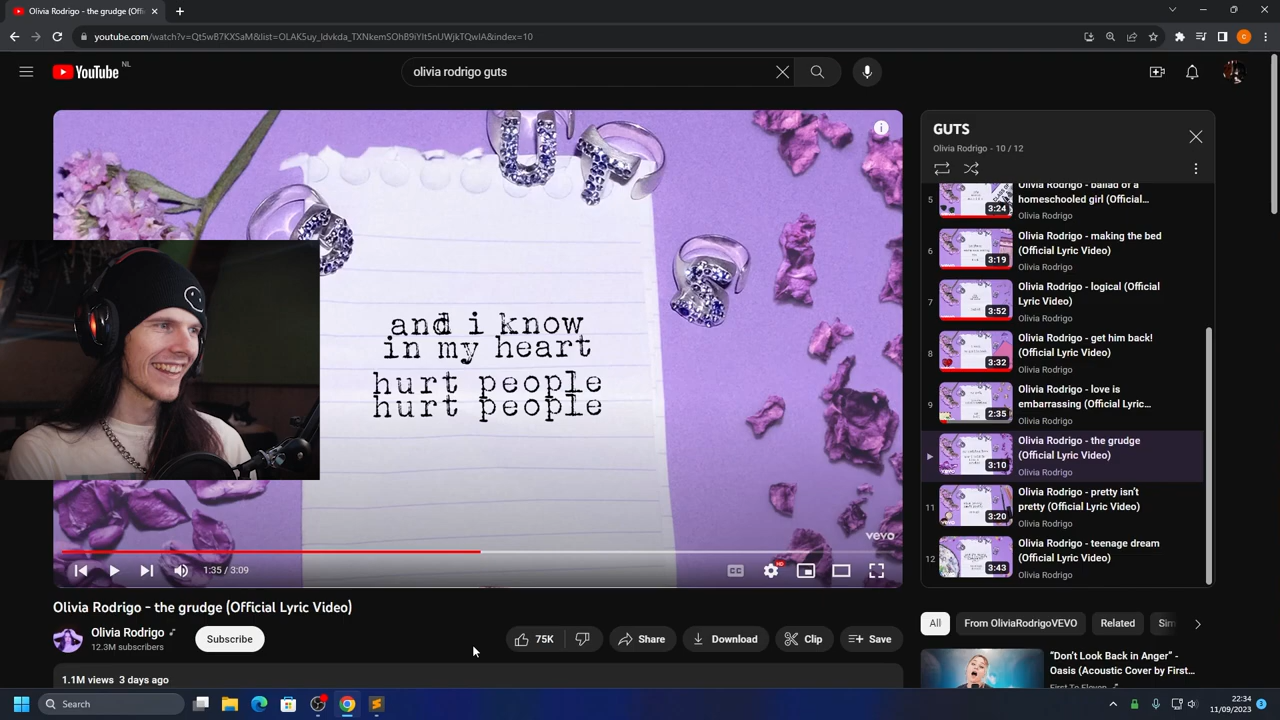 Olivia Rodrigo - the grudge (Offi
youtube.com/watch?v=Qt5wB7KXSaM&list=OLAK5uy_ldvkda_TXNkemSOhB9iYIt5nUWjkTQwIA&index=10
YouTube NL
olivia rodrigo guts
and i know
in my heart
hurt people
hurt people
vevo
1:35 / 3:09
CC
HD
Olivia Rodrigo - the grudge (Official Lyric Video)
Olivia Rodrigo
12.3M subscribers
Subscribe
75K
Share
Download
Clip
Save
1.1M views 3 days ago
GUTS
Olivia Rodrigo - 10 / 12
5
3:24
Olivia Rodrigo - ballad of a
homeschooled girl (Official...
Olivia Rodrigo
6
3:19
Olivia Rodrigo - making the bed
(Official Lyric Video)
Olivia Rodrigo
7
3:52
Olivia Rodrigo - logical (Official
Lyric Video)
Olivia Rodrigo
8
3:32
Olivia Rodrigo - get him back!
(Official Lyric Video)
Olivia Rodrigo
9
2:35
Olivia Rodrigo - love is
embarrassing (Official Lyric...
Olivia Rodrigo
3:10
Olivia Rodrigo - the grudge
(Official Lyric Video)
Olivia Rodrigo
11
3:20
Olivia Rodrigo - pretty isn't
pretty (Official Lyric Video)
Olivia Rodrigo
12
3:43
Olivia Rodrigo - teenage dream
(Official Lyric Video)
Olivia Rodrigo
All
From OliviaRodrigoVEVO
Related
Sim
"Don't Look Back in Anger" -
Oasis (Acoustic Cover by First...
First To Eleven
Search
22:34
11/09/2023
3